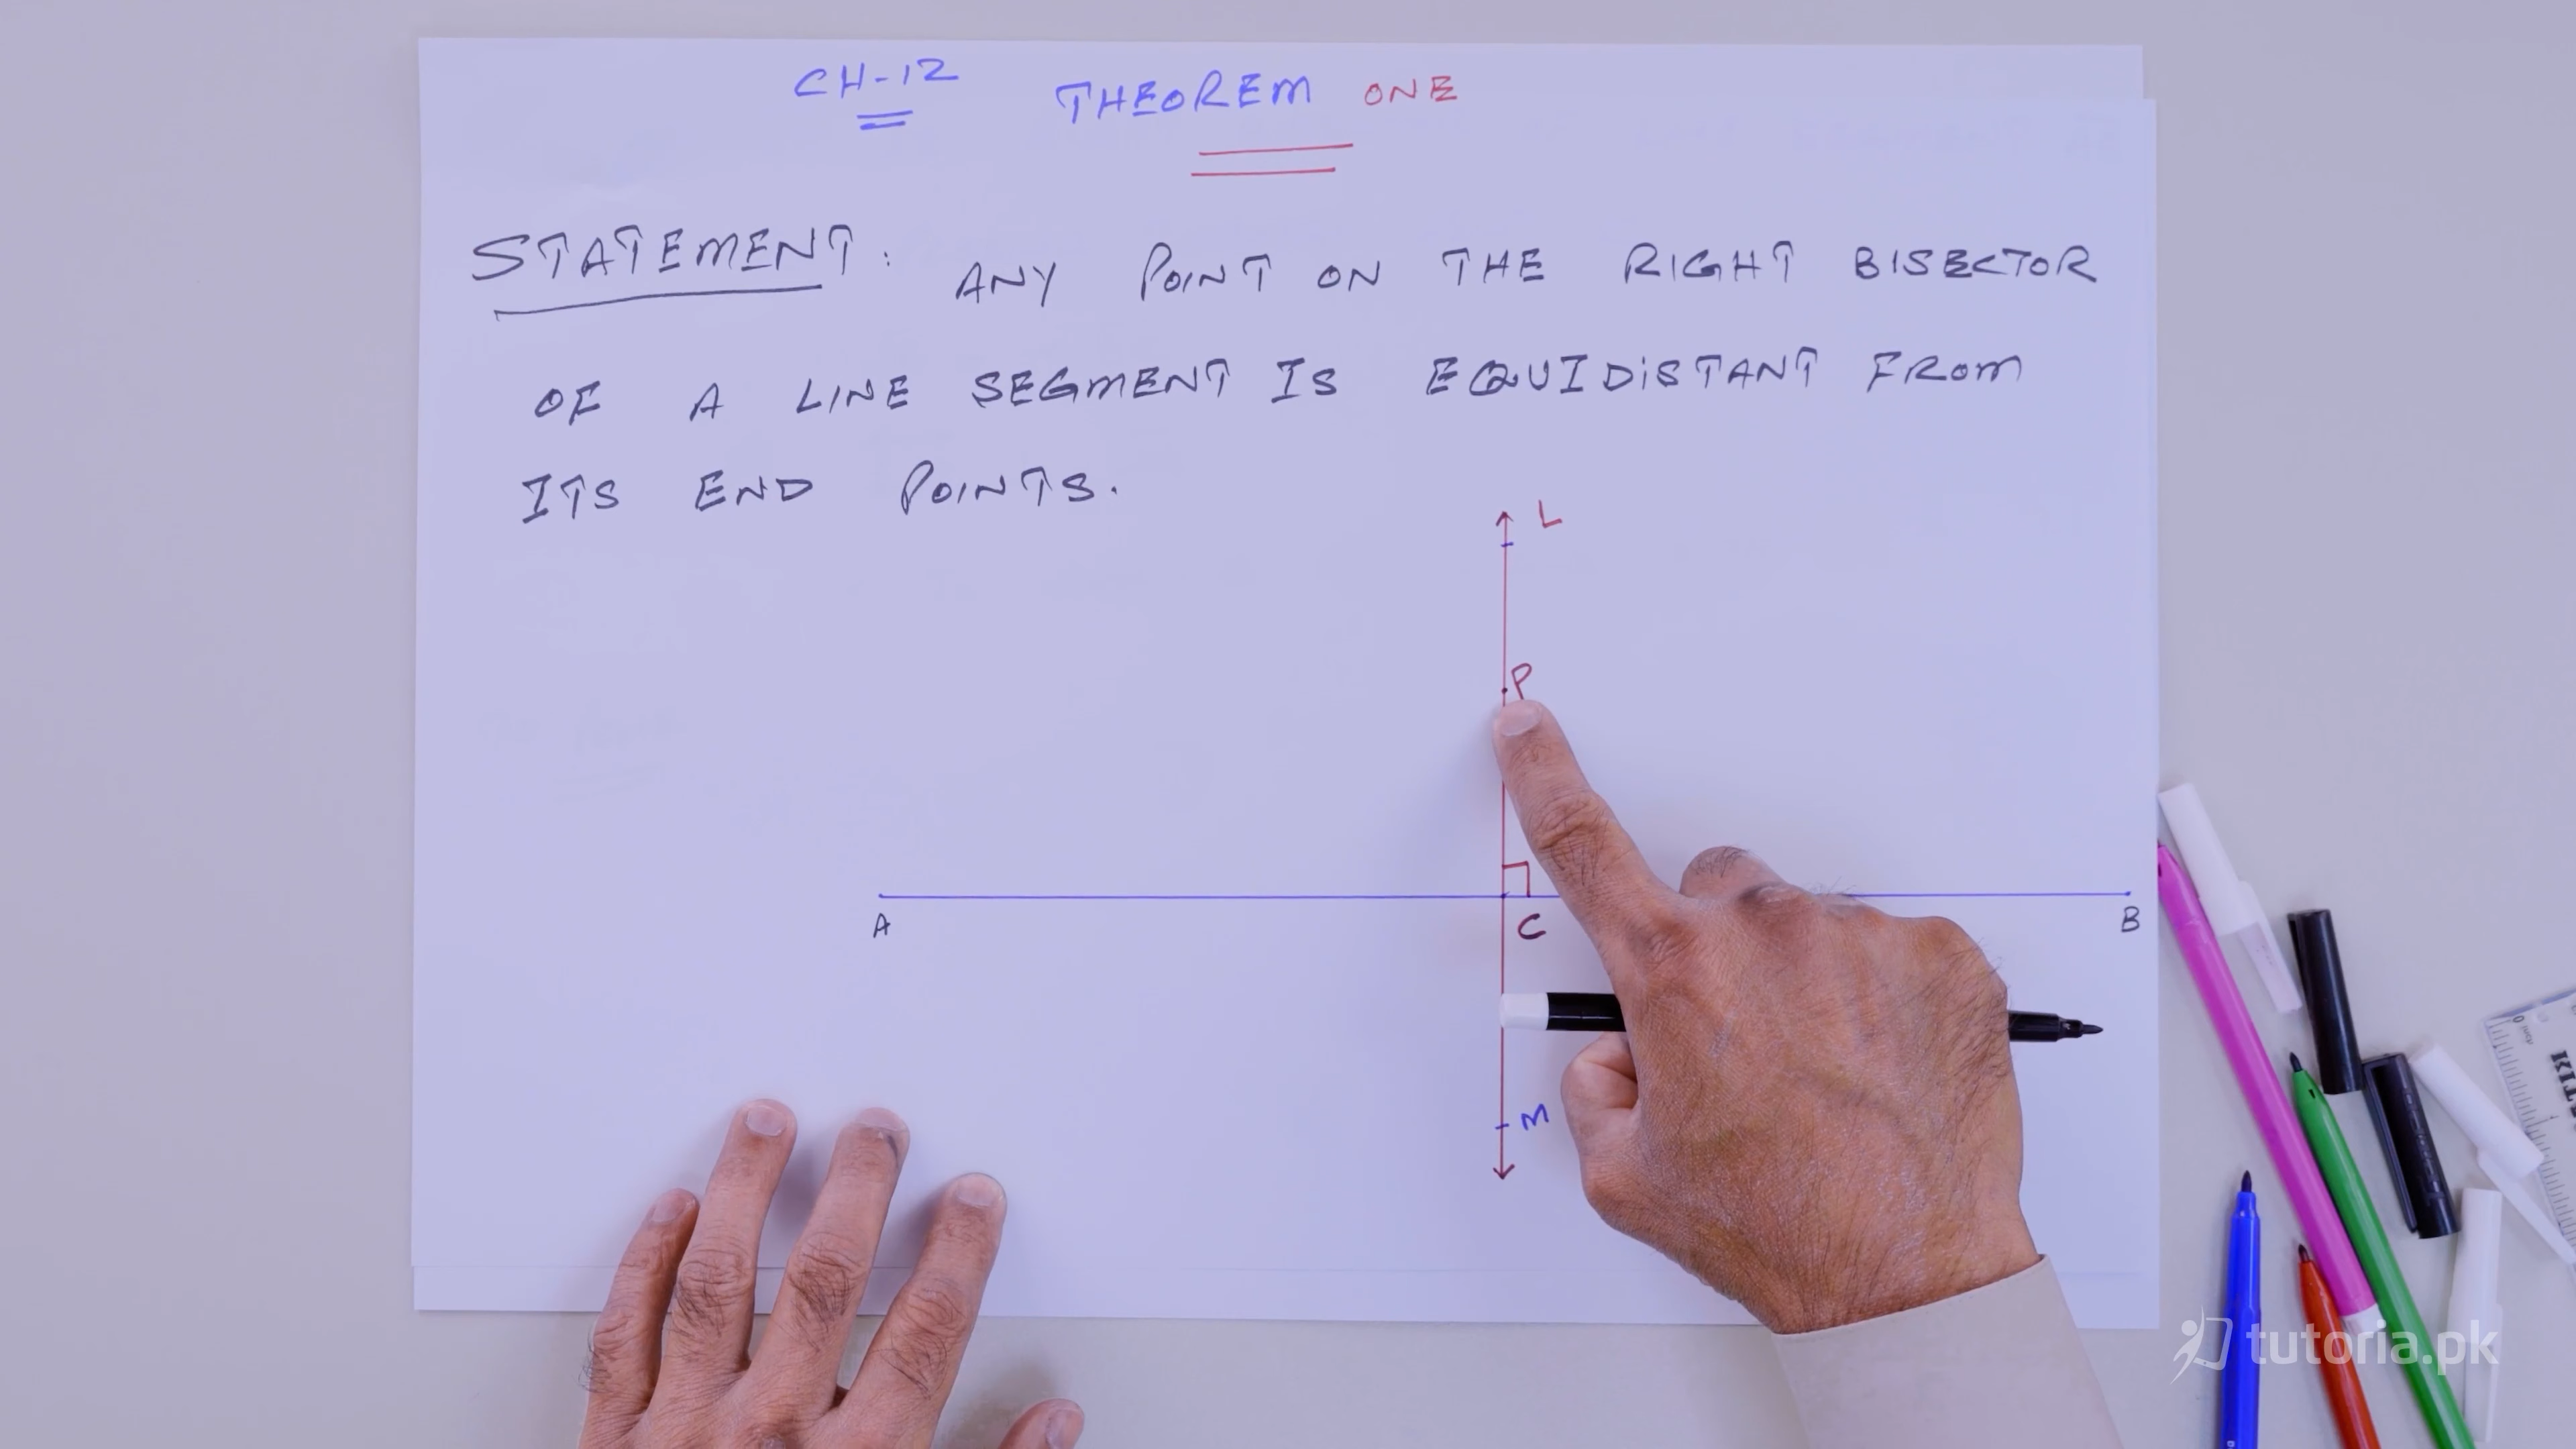 CH-12 THEOREM ONE
STATEMENT: ANY POINT ON THE RIGHT BISECTOR
OF A LINE SEGMENT IS EQUIDISTANT FROM
ITS END POINTS.
L
P
A C B
M
tutoria.pk